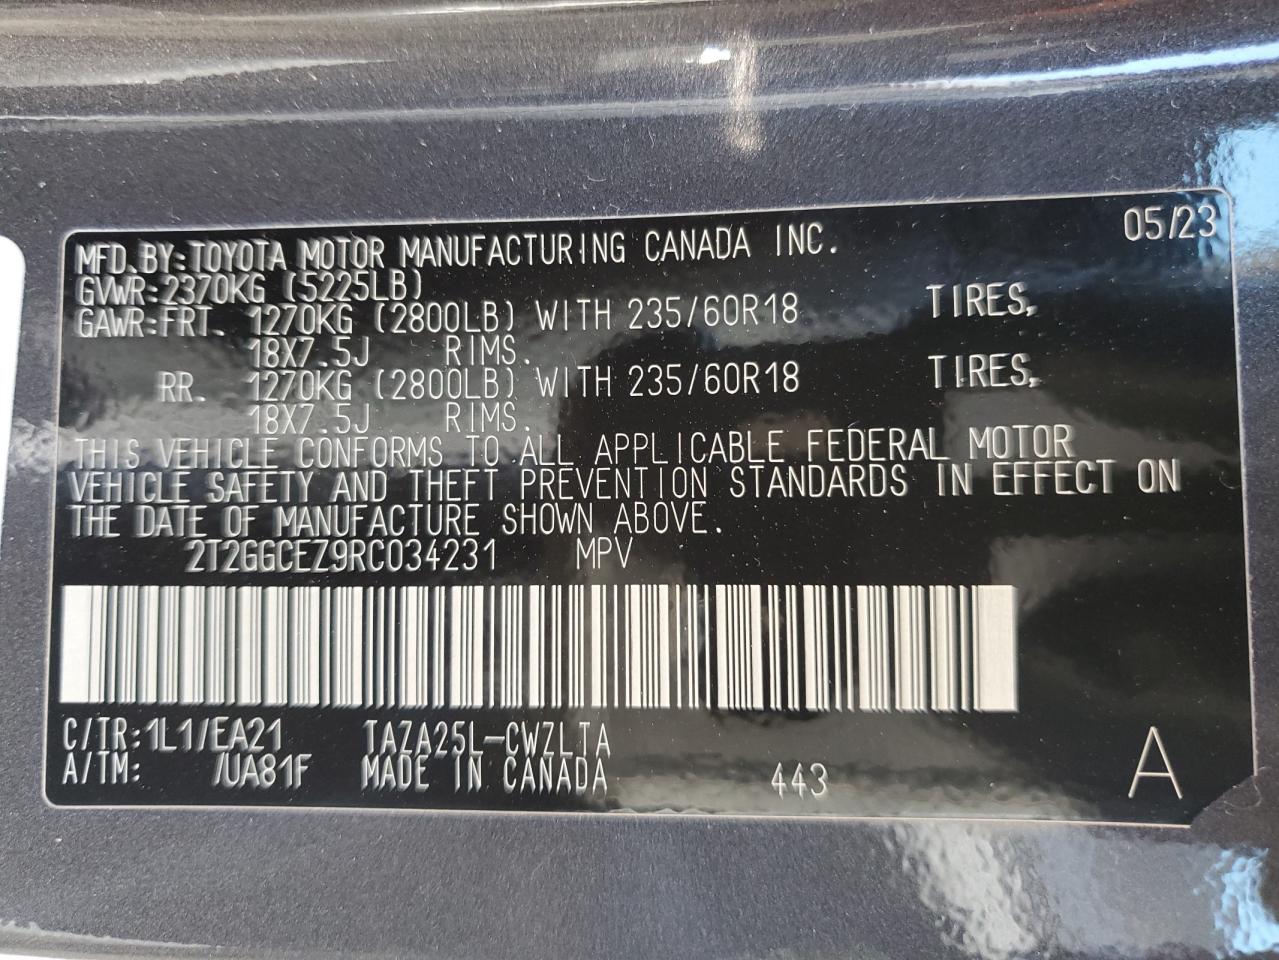 MFD.BY:TOYOTA MOTOR MANUFACTURING CANADA INC. 05/23
GVWR:2370KG (5225LB)
GAWR:FRT. 1270KG (2800LB) WITH 235/60R18 TIRES,
18X7.5J RIMS.
RR. 1270KG (2800LB) WITH 235/60R18 TIRES,
18X7.5J RIMS.
THIS VEHICLE CONFORMS TO ALL APPLICABLE FEDERAL MOTOR
VEHICLE SAFETY AND THEFT PREVENTION STANDARDS IN EFFECT ON
THE DATE OF MANUFACTURE SHOWN ABOVE.
2T2GGCEZ9RC034231 MPV
C/TR:1L1/EA21 TAZA25L-CWZLTA
A/TM: /UA81F MADE IN CANADA 443 A